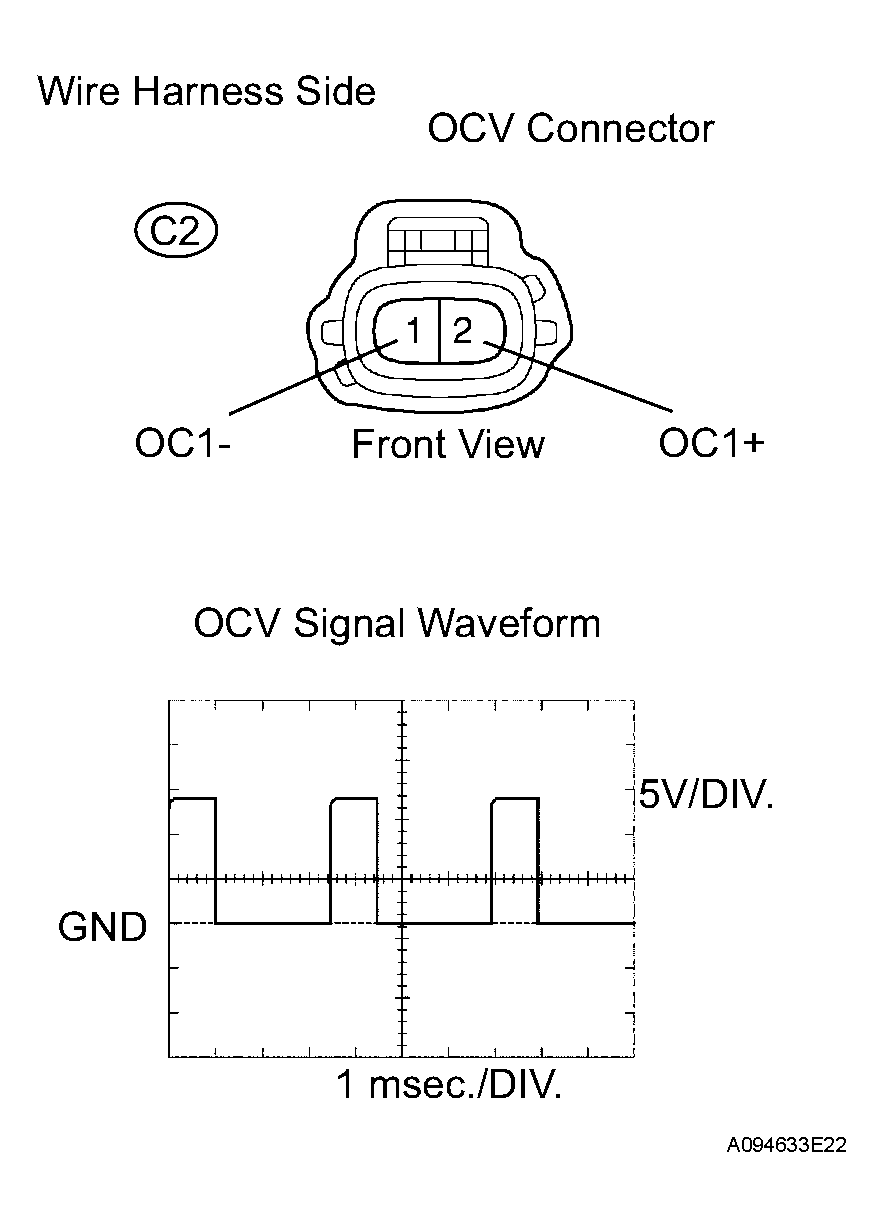 Wire Harness Side
OCV Connector
C2
1 2
OC1-
Front View
OC1+
OCV Signal Waveform
5V/DIV.
GND
1 msec./DIV.
A094633E22